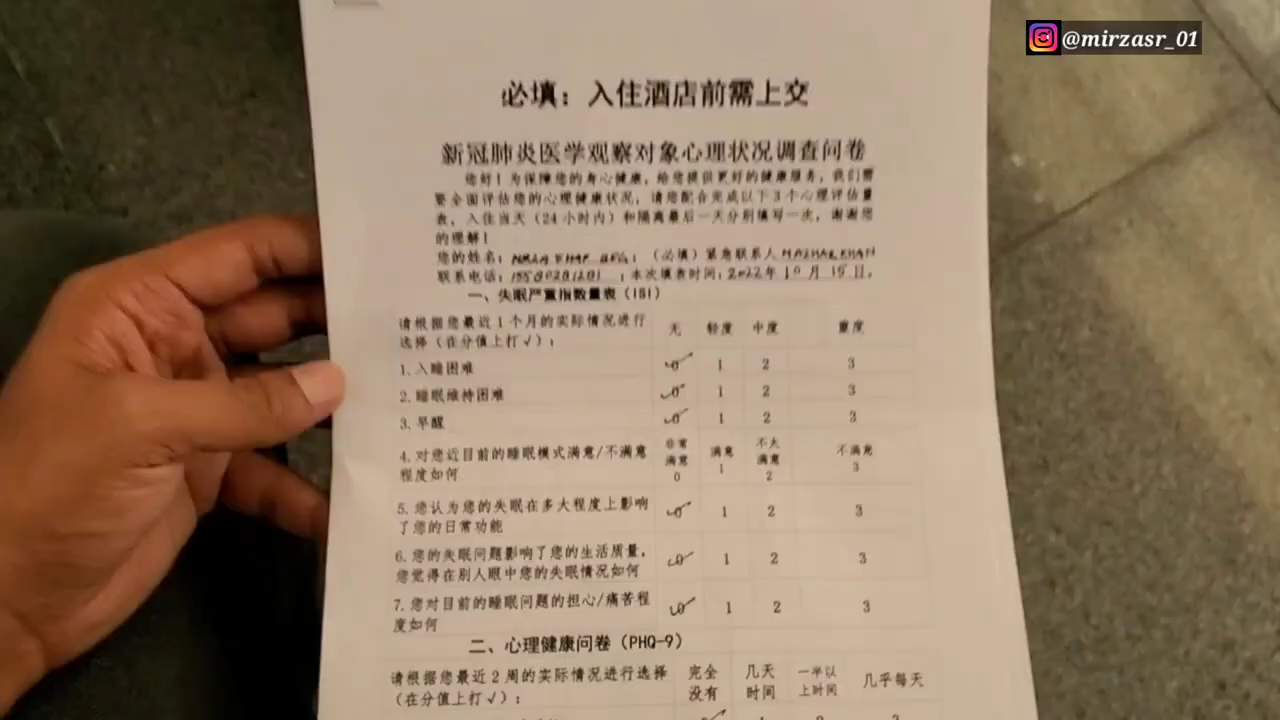 @mirzasr_01
必填：入住酒店前需上交
新冠肺炎医学观察对象心理状况调查问卷
您好！为保障您的身心健康，给您提供更好的健康服务，我们需
要全面评估您的心理健康状况，请您配合完成以下3个心理评估量
表，入住当天（24小时内）和隔离最后一天分别填写一次，谢谢您
的理解！
您的姓名：；（必填）紧急联系人
联系电话：；本次填表时间：2022年10月15日。
一、失眠严重指数量表（ISI）
请根据您最近1个月的实际情况进行
选择（在分值上打√）：
无 轻度 中度 重度
1.入睡困难 0 1 2 3
2.睡眠维持困难 0 1 2 3
3.早醒 0 1 2 3
4.对您近目前的睡眠模式满意/不满意
程度如何
非常
满意
0
满意
1
不大
满意
2
不满意
3
5.您认为您的失眠在多大程度上影响
了您的日常功能
0 1 2 3
6.您的失眠问题影响了您的生活质量，
您觉得在别人眼中您的失眠情况如何
0 1 2 3
7.您对目前的睡眠问题的担心/痛苦程
度如何
0 1 2 3
二、心理健康问卷（PHQ-9）
请根据您最近2周的实际情况进行选择
（在分值上打√）：
完全
没有
几天
时间
一半以
上时间
几乎每天